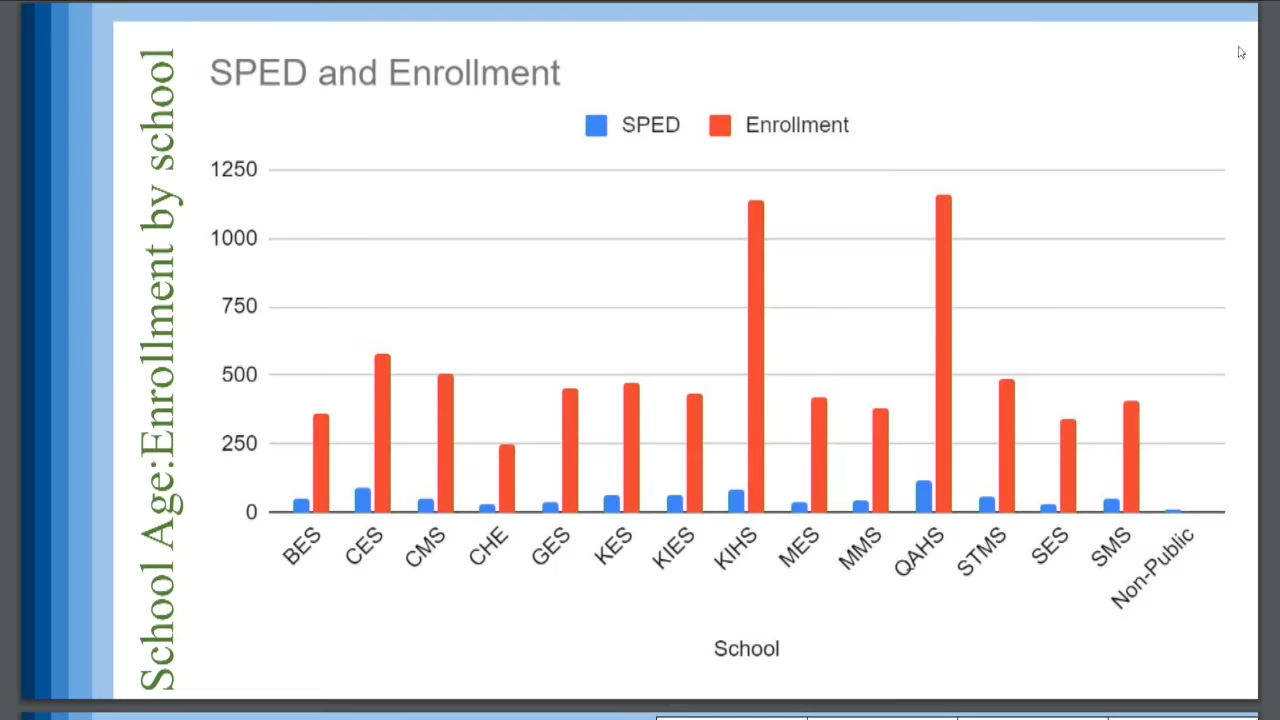 School Age:Enrollment by school
SPED and Enrollment
SPED Enrollment
1250
1000
750
500
250
0
BES CES CMS CHE GES KES KIES KIHS MES MMS QAHS STMS SES SMS Non-Public
School